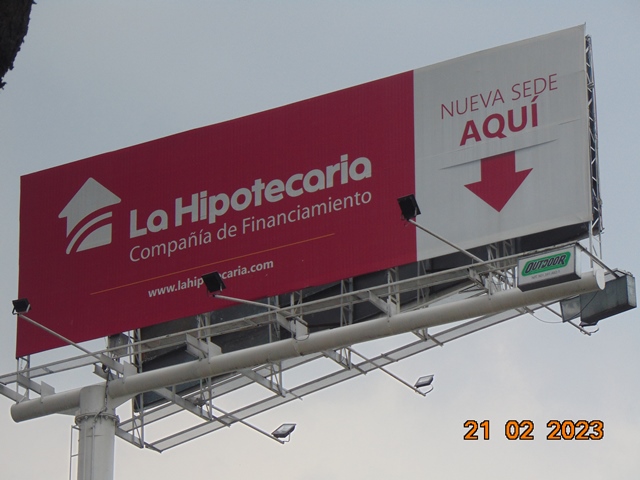 La Hipotecaria
Compañía de Financiamiento
www.lahipotecaria.com
NUEVA SEDE
AQUÍ
OUTDOOR
21 02 2023